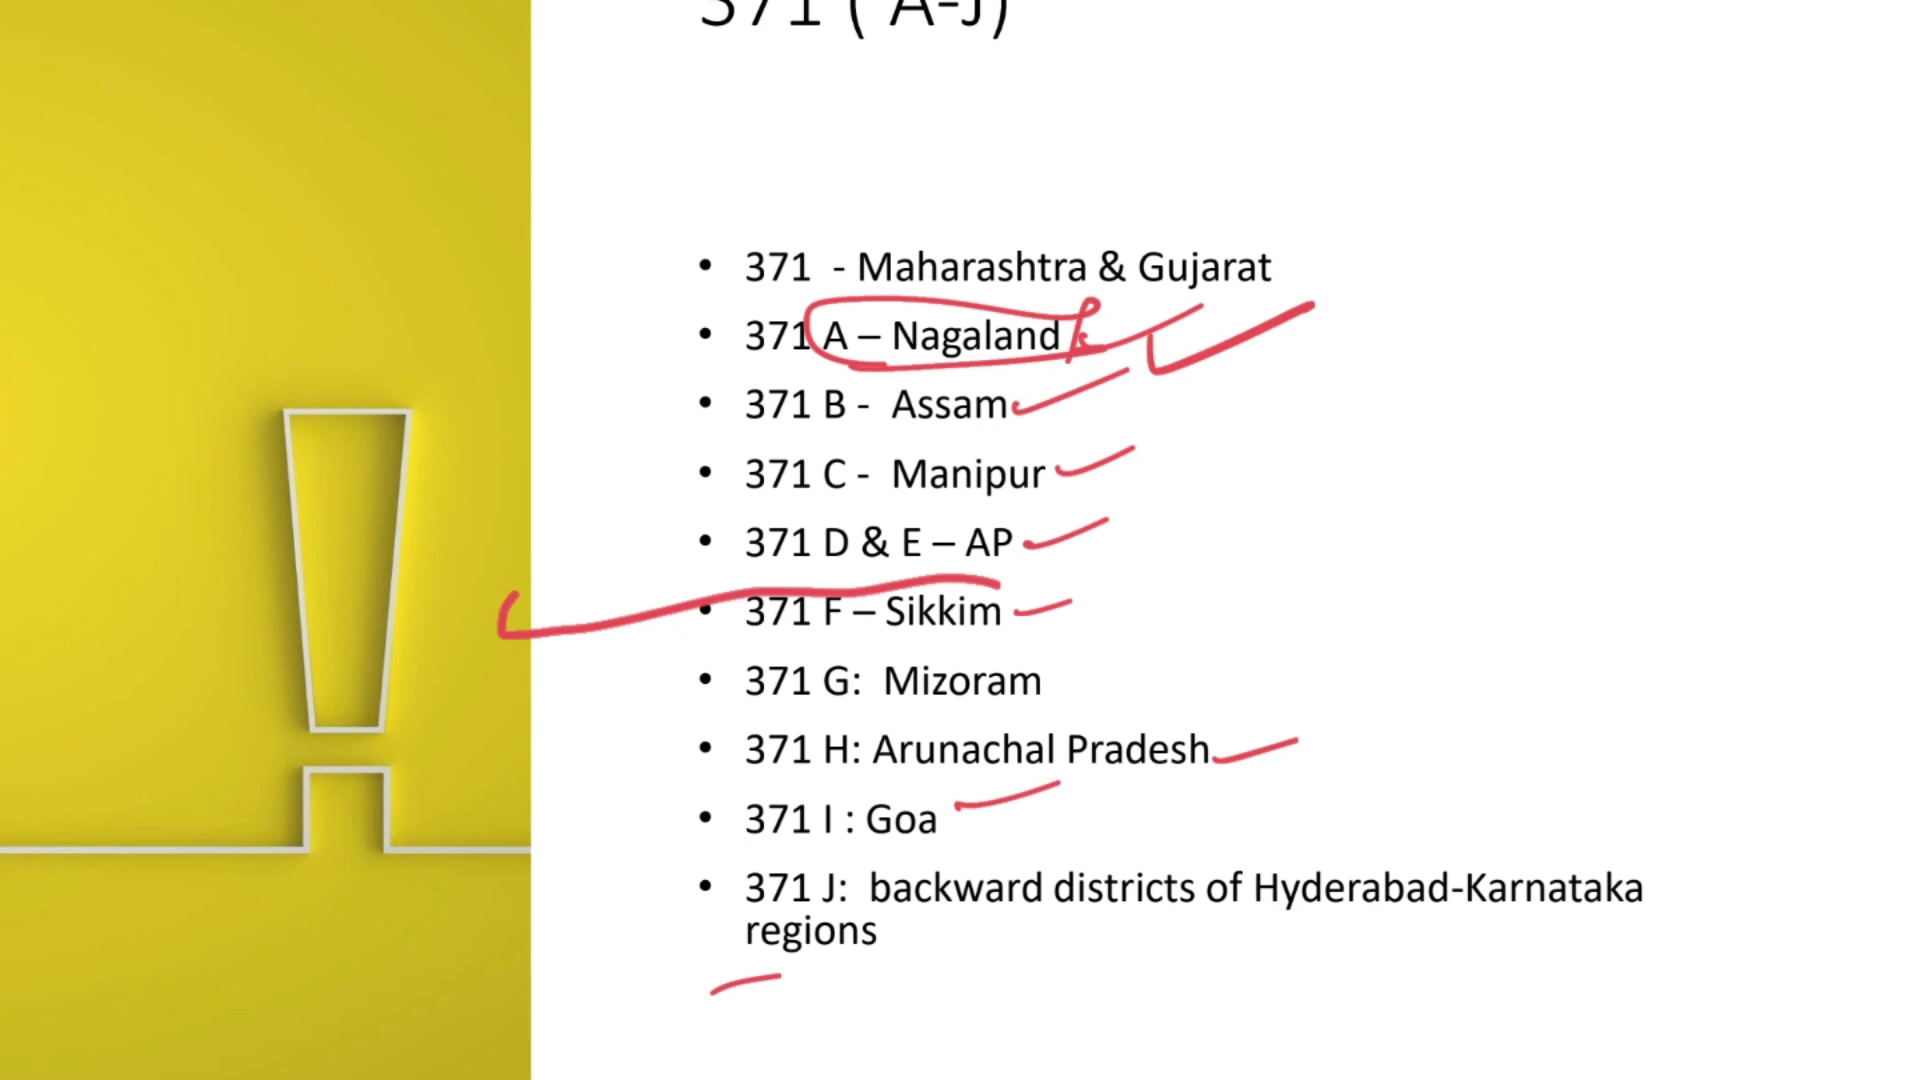 371 ( A-J)
• 371 - Maharashtra & Gujarat
• 371 A – Nagaland
• 371 B - Assam
• 371 C - Manipur
• 371 D & E – AP
• 371 F – Sikkim
• 371 G: Mizoram
• 371 H: Arunachal Pradesh
• 371 I : Goa
• 371 J: backward districts of Hyderabad-Karnataka
regions